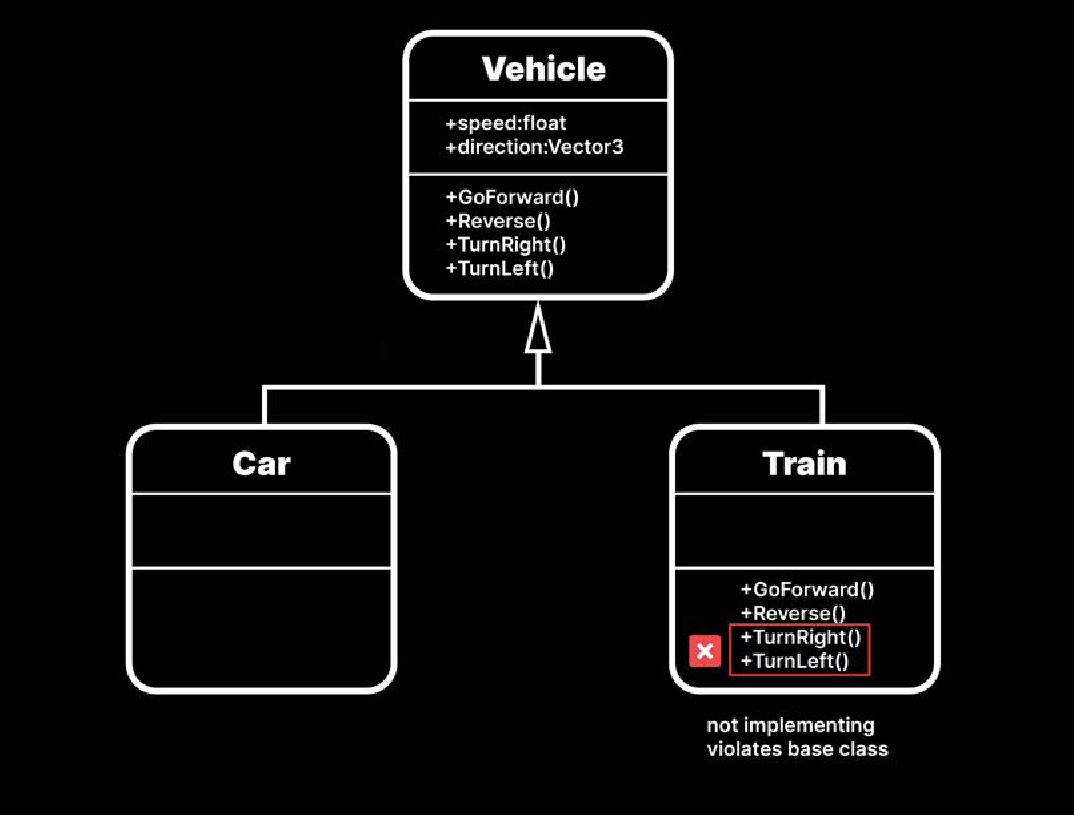 Vehicle
+speed:float
+direction:Vector3
+GoForward()
+Reverse()
+TurnRight()
+TurnLeft()
Car
Train
+GoForward()
+Reverse()
+TurnRight()
+TurnLeft()
not implementing
violates base class